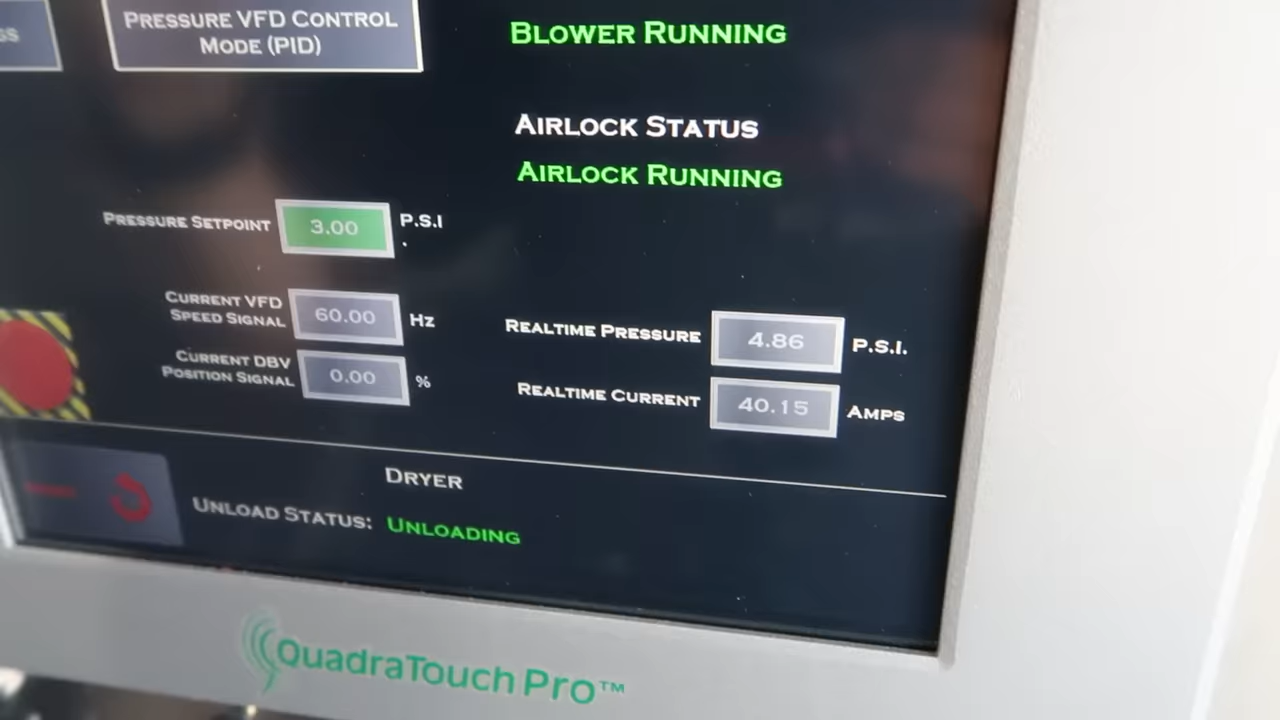 PRESSURE VFD CONTROL
MODE (PID)
BLOWER RUNNING
AIRLOCK STATUS
AIRLOCK RUNNING
PRESSURE SETPOINT 3.00 P.S.I
.
CURRENT VFD
SPEED SIGNAL 60.00 Hz
CURRENT DBV
POSITION SIGNAL 0.00 %
REALTIME PRESSURE 4.86 P.S.I.
REALTIME CURRENT 40.15 AMPS
DRYER
UNLOAD STATUS: UNLOADING
QuadraTouch Pro™